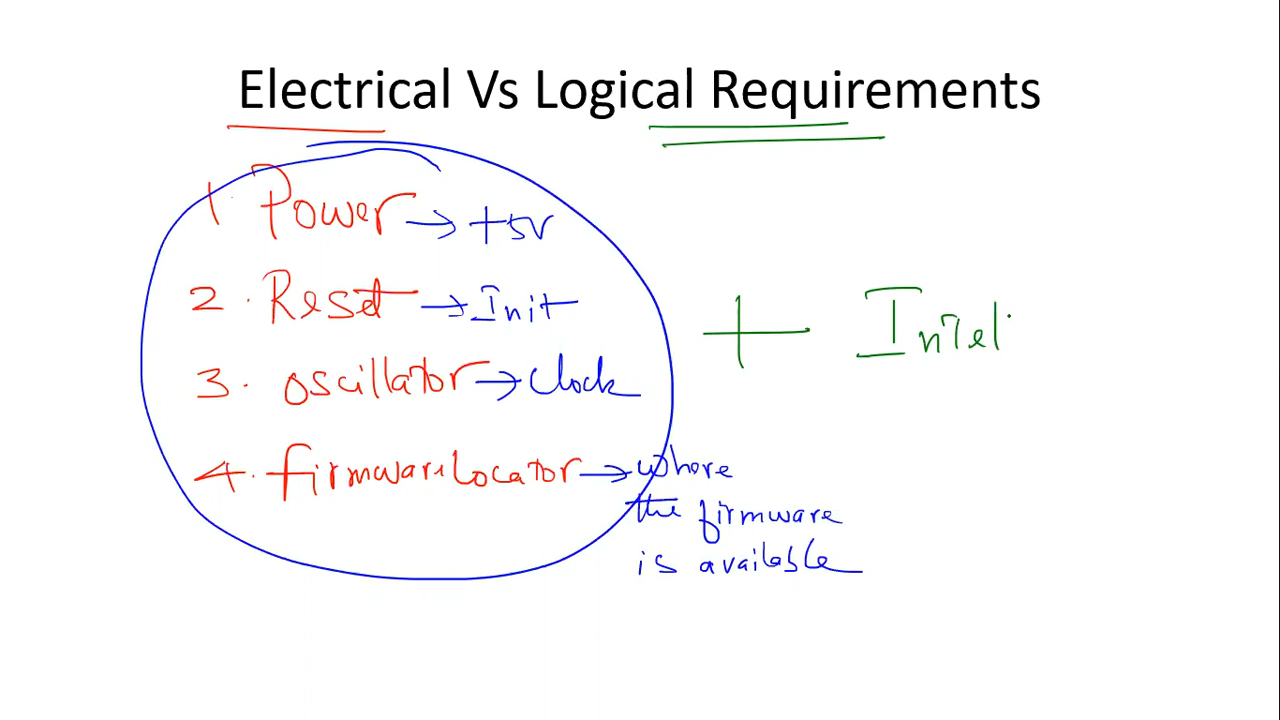 Electrical Vs Logical Requirements
1. Power → +5V
2. Reset → Init
3. oscillator → clock
4. firmware Locator → where
the firmware
is available
+ Intel